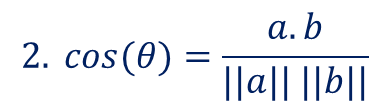 2. cos(θ) = a.b / ||a|| ||b||